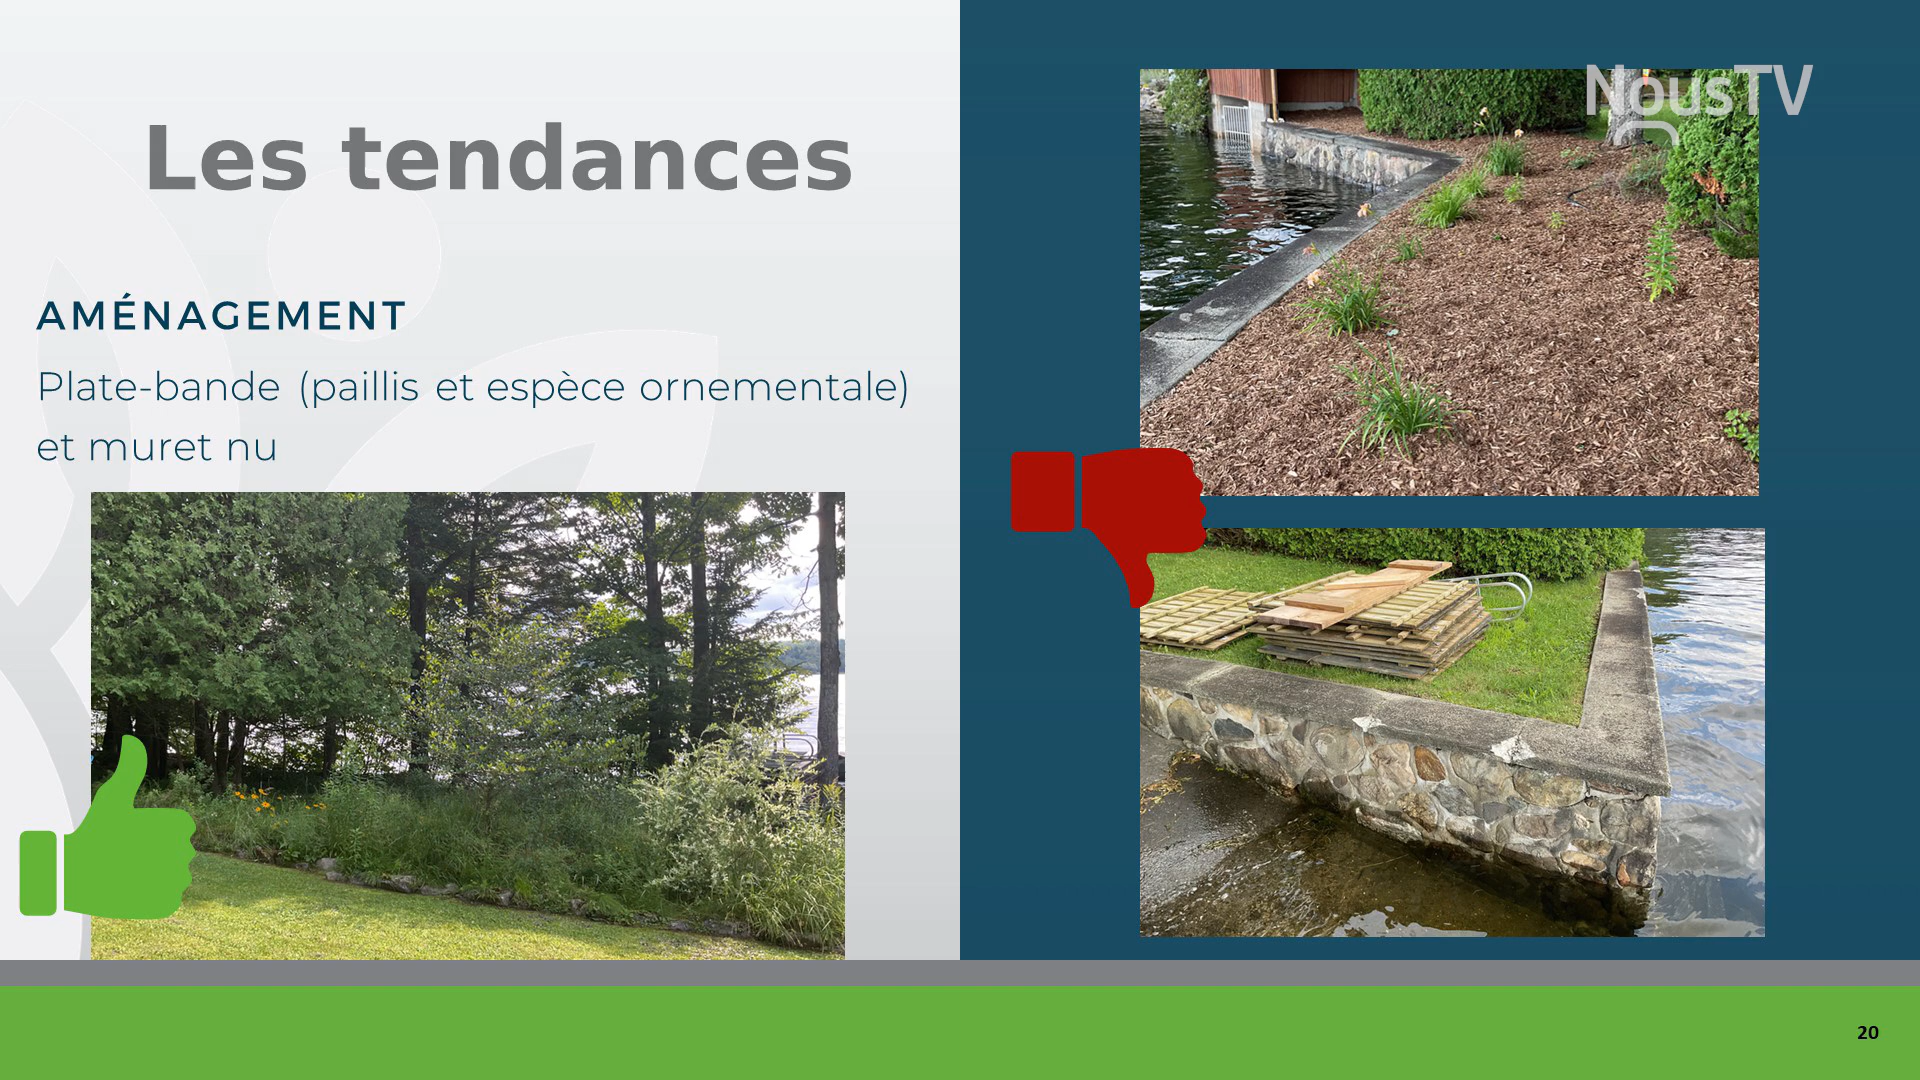 Les tendances
AMÉNAGEMENT
Plate-bande (paillis et espèce ornementale)
et muret nu
NousTV
20